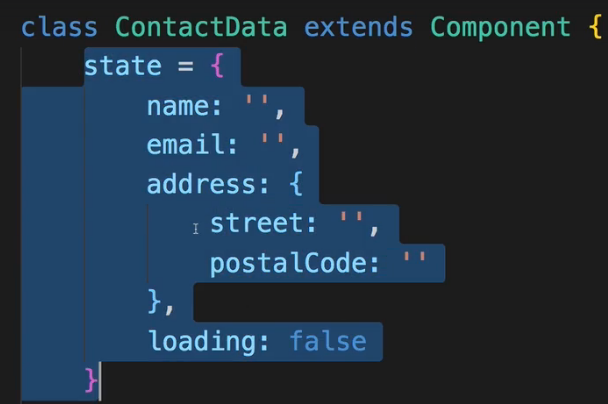 class ContactData extends Component {
    state = {
        name: '',
        email: '',
        address: {
            street: '',
            postalCode: ''
        },
        loading: false
    }